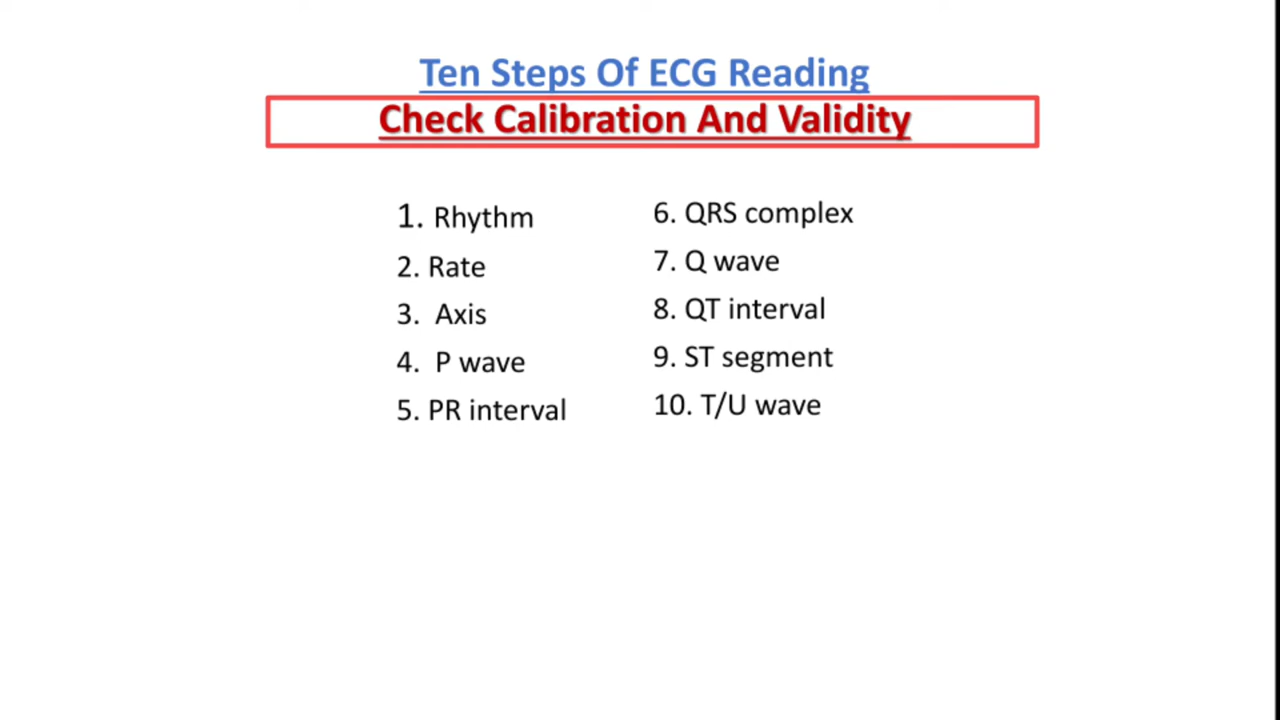 Ten Steps Of ECG Reading
Check Calibration And Validity
1. Rhythm
2. Rate
3. Axis
4. P wave
5. PR interval
6. QRS complex
7. Q wave
8. QT interval
9. ST segment
10. T/U wave